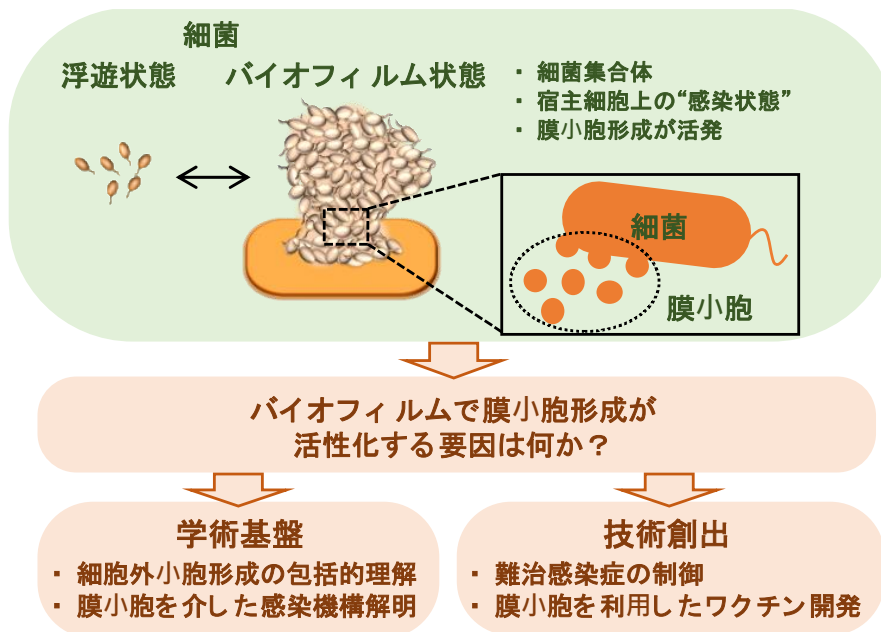 細菌
浮遊状態
バイオフィルム状態
・ 細菌集合体
・ 宿主細胞上の“感染状態”
・ 膜小胞形成が活発
細菌
膜小胞
バイオフィルムで膜小胞形成が
活性化する要因は何か？
学術基盤
・ 細胞外小胞形成の包括的理解
・ 膜小胞を介した感染機構解明
技術創出
・ 難治感染症の制御
・ 膜小胞を利用したワクチン開発